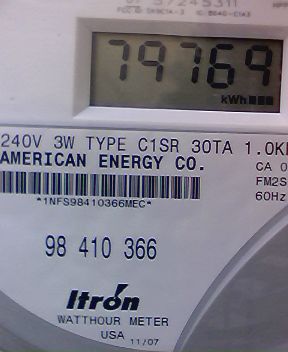 79769
kWh
240V 3W TYPE C1SR 30TA 1.0K
AMERICAN ENERGY CO.
CA 0
FM2S
60Hz
*1NFS98410366MEC*
98 410 366
Itron
WATTHOUR METER
USA 11/07